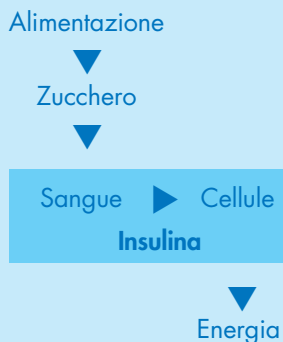 Alimentazione
Zucchero
Sangue Cellule
Insulina
Energia